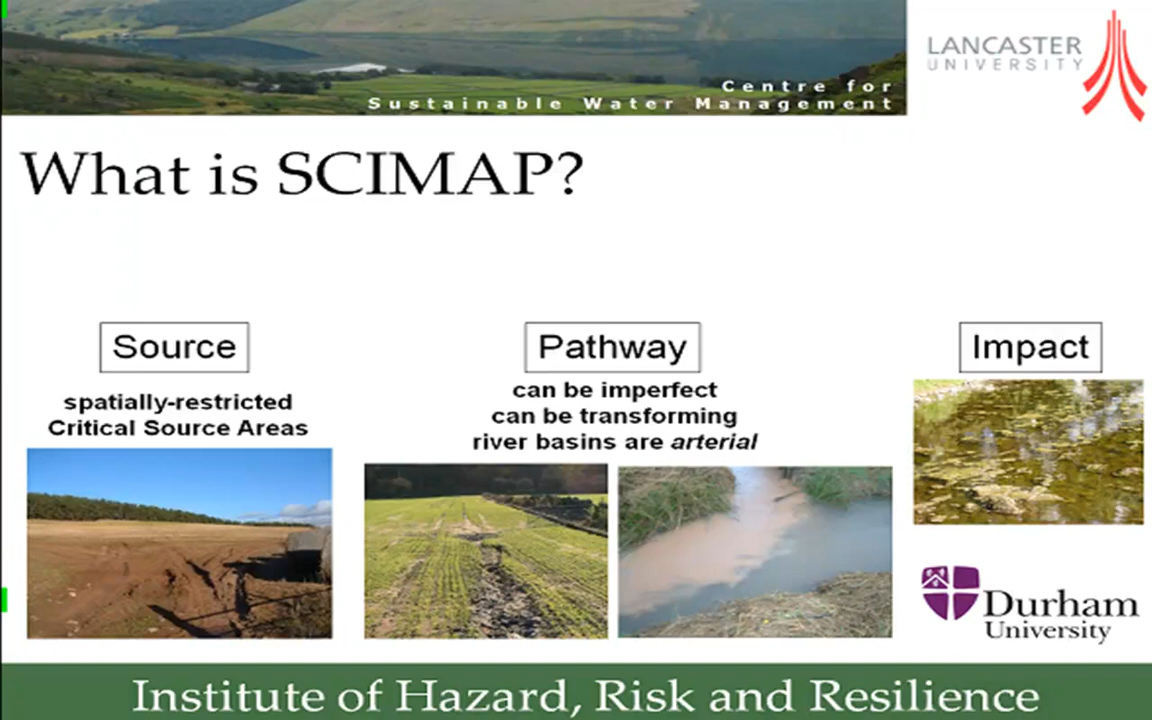 Centre for
Sustainable Water Management
LANCASTER
UNIVERSITY
What is SCIMAP?
Source
spatially-restricted
Critical Source Areas
Pathway
can be imperfect
can be transforming
river basins are arterial
Impact
Durham
University
Institute of Hazard, Risk and Resilience